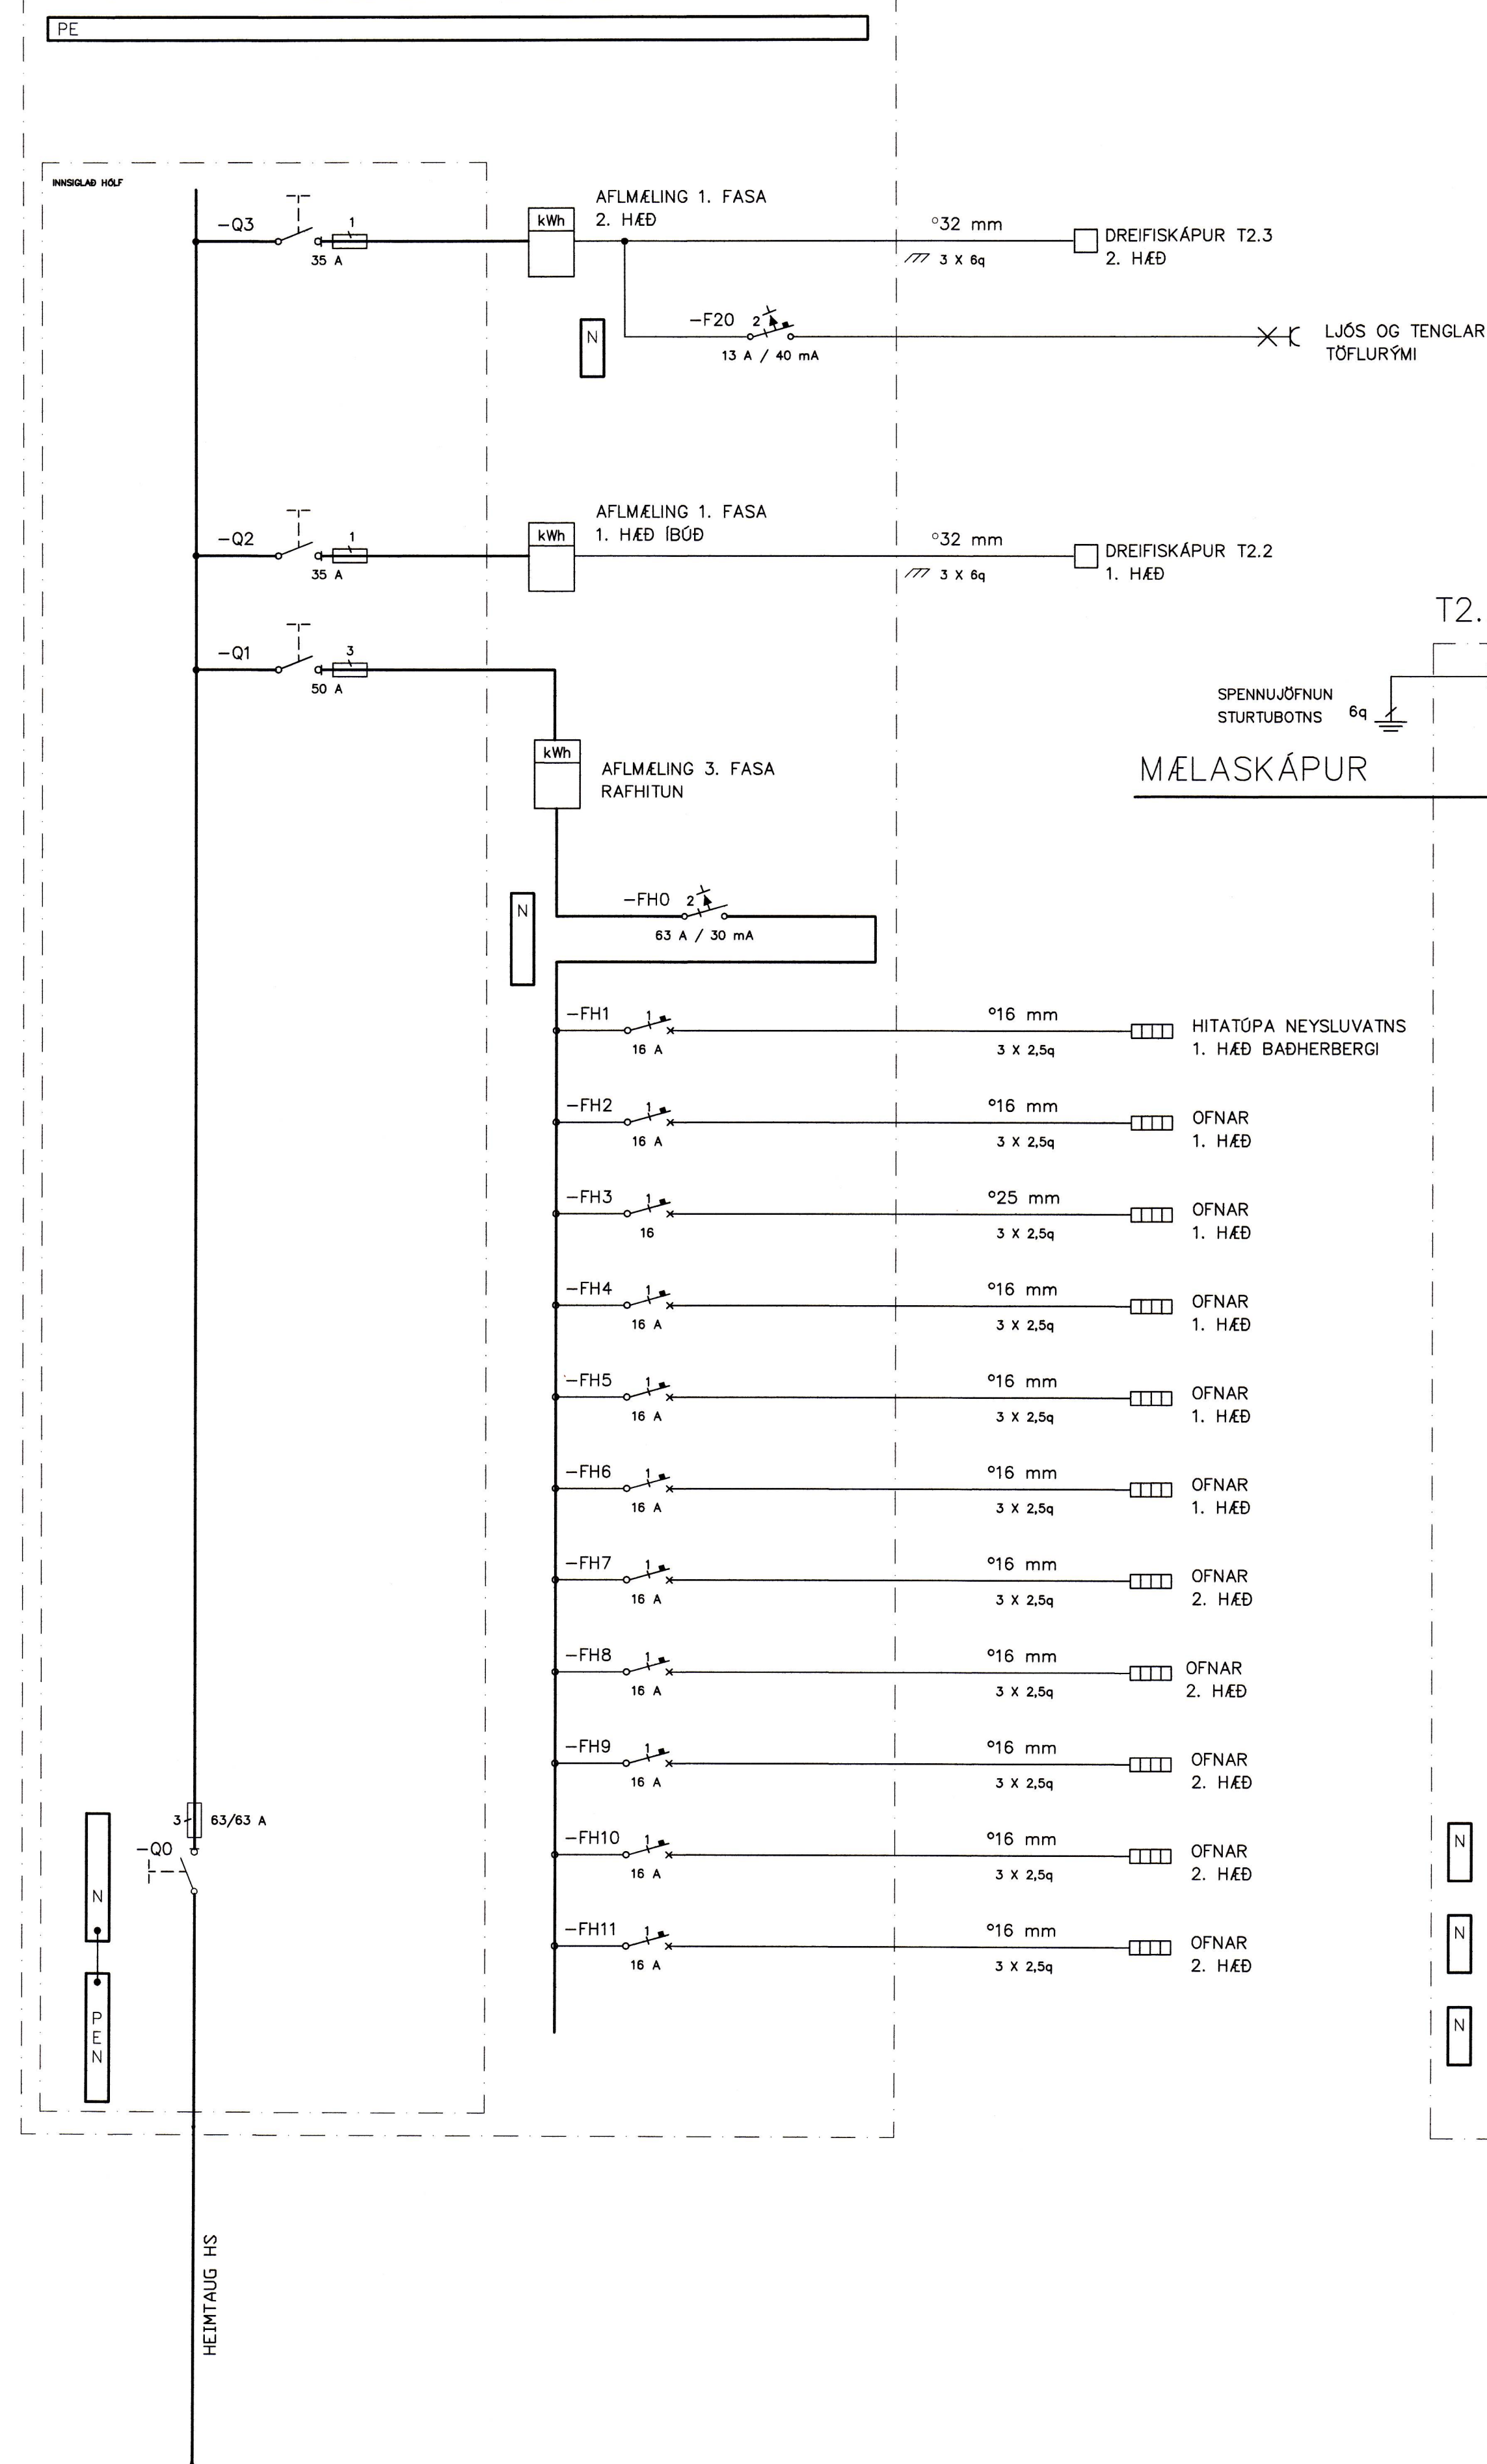 PE
INNSIGLAÐ HÓLF
-Q3
1
35 A
kWh
AFLMÆLING 1. FASA
2. HÆÐ
°32 mm
3 X 6q
DREIFISKÁPUR T2.3
2. HÆÐ
N
-F20
2
13 A / 40 mA
LJÓS OG TENGLAR
TÖFLURÝMI
-Q2
1
35 A
kWh
AFLMÆLING 1. FASA
1. HÆÐ ÍBÚÐ
°32 mm
3 X 6q
DREIFISKÁPUR T2.2
1. HÆÐ
-Q1
3
50 A
kWh
AFLMÆLING 3. FASA
RAFHITUN
T2.
SPENNUJÖFNUN
STURTUBOTNS
6q
MÆLASKÁPUR
N
-FH0
2
63 A / 30 mA
-FH1
1
16 A
°16 mm
3 X 2,5q
HITATÚPA NEYSLUVATNS
1. HÆÐ BAÐHERBERGI
-FH2
1
16 A
°16 mm
3 X 2,5q
OFNAR
1. HÆÐ
-FH3
1
16
°25 mm
3 X 2,5q
OFNAR
1. HÆÐ
-FH4
1
16 A
°16 mm
3 X 2,5q
OFNAR
1. HÆÐ
-FH5
1
16 A
°16 mm
3 X 2,5q
OFNAR
1. HÆÐ
-FH6
1
16 A
°16 mm
3 X 2,5q
OFNAR
1. HÆÐ
-FH7
1
16 A
°16 mm
3 X 2,5q
OFNAR
2. HÆÐ
-FH8
1
16 A
°16 mm
3 X 2,5q
OFNAR
2. HÆÐ
-FH9
1
16 A
°16 mm
3 X 2,5q
OFNAR
2. HÆÐ
-FH10
1
16 A
°16 mm
3 X 2,5q
OFNAR
2. HÆÐ
-FH11
1
16 A
°16 mm
3 X 2,5q
OFNAR
2. HÆÐ
3
63/63 A
-Q0
N
PEN
N
N
N
HEIMTAUG HS